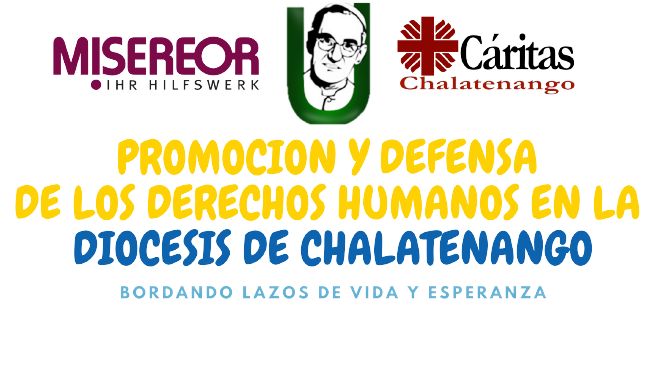 MISEREOR
IHR HILFSWERK
U
Cáritas
Chalatenango
PROMOCION Y DEFENSA
DE LOS DERECHOS HUMANOS EN LA
DIOCESIS DE CHALATENANGO
BORDANDO LAZOS DE VIDA Y ESPERANZA